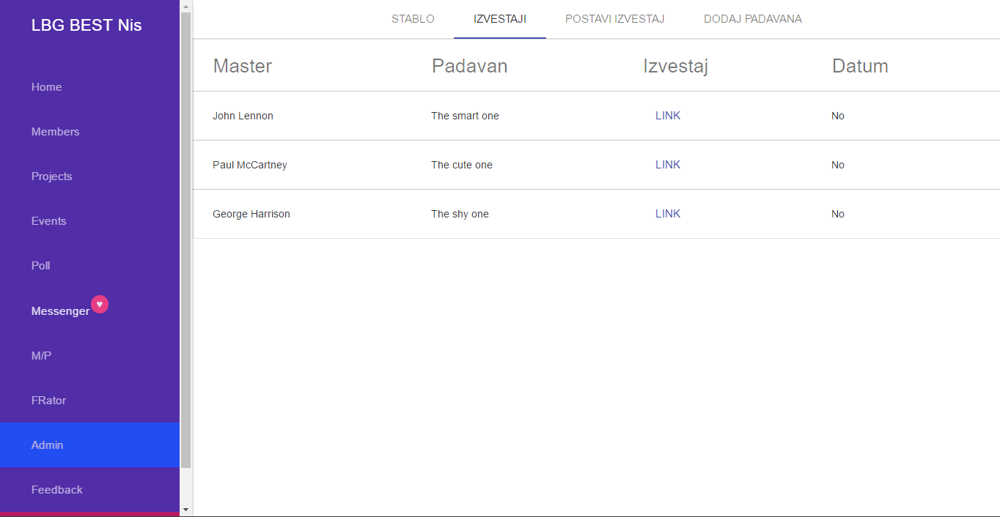 LBG BEST Nis
Home
Members
Projects
Events
Poll
Messenger ♥
M/P
FRator
Admin
Feedback
STABLO IZVESTAJI POSTAVI IZVESTAJ DODAJ PADAVANA
Master Padavan Izvestaj Datum
John Lennon The smart one LINK No
Paul McCartney The cute one LINK No
George Harrison The shy one LINK No